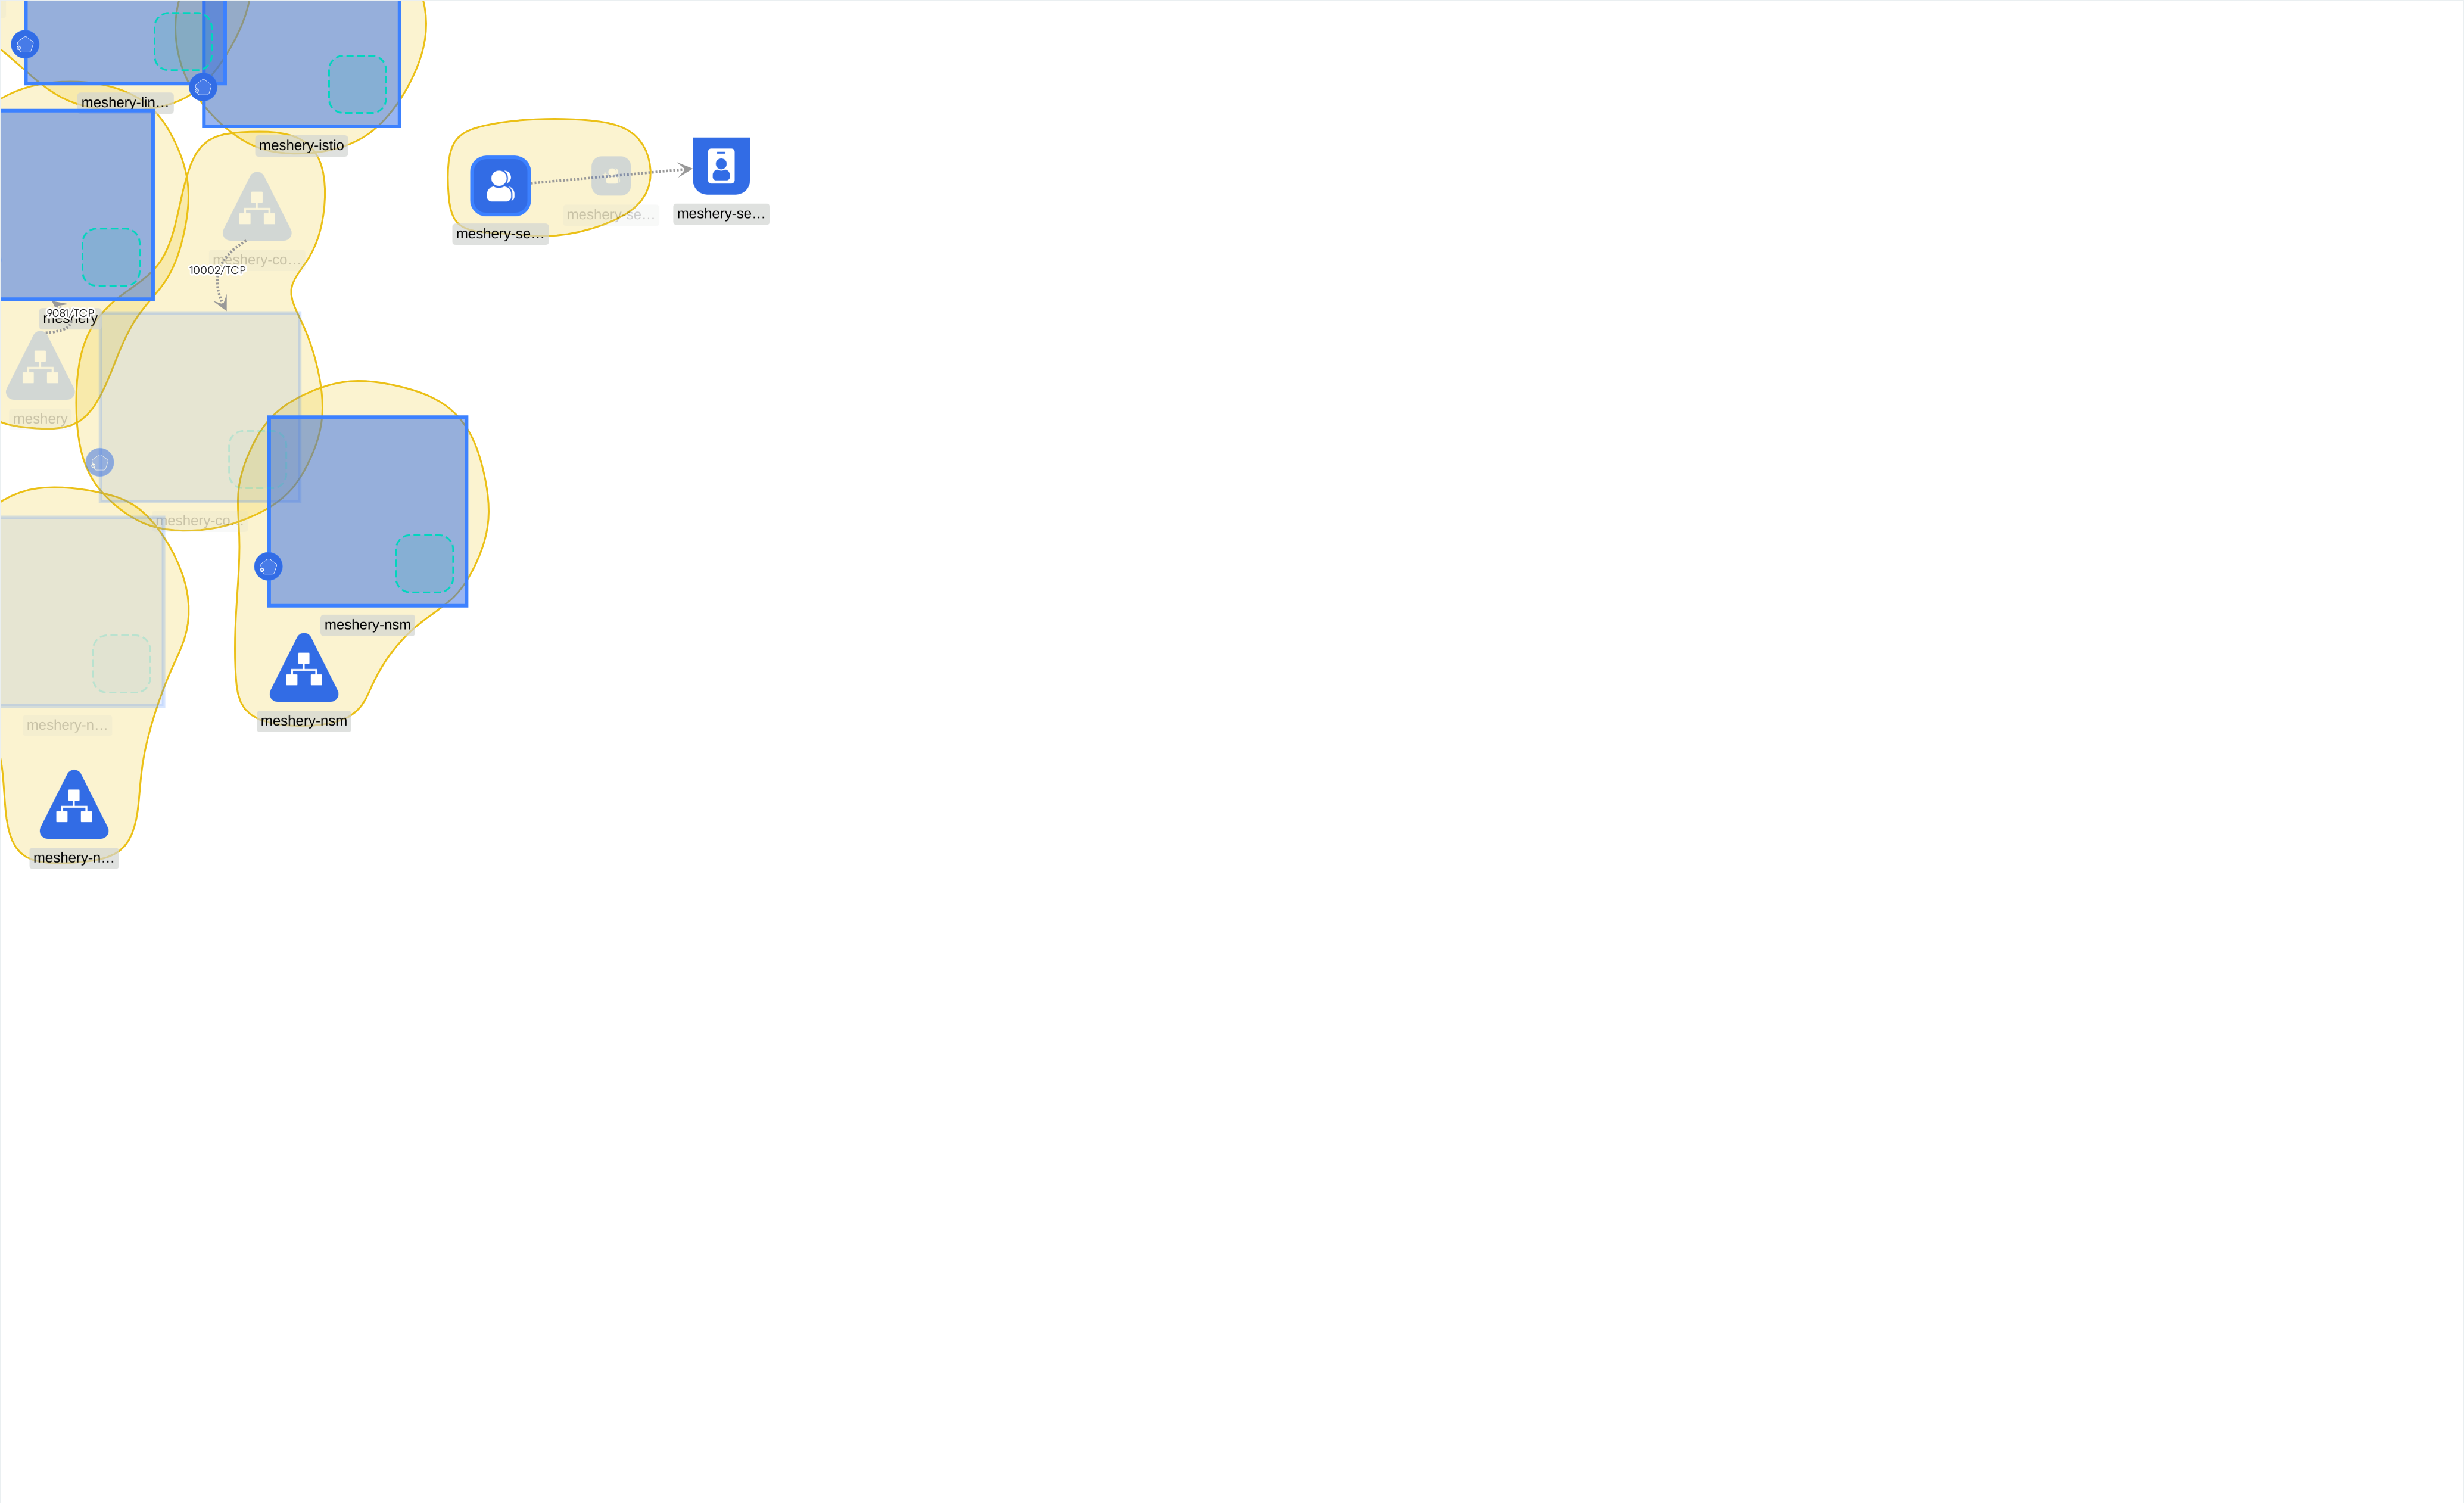 meshery-lin…
meshery-istio
meshery-se…
meshery-se…
meshery-se…
meshery-co…
10002/TCP
9081/TCP
meshery
meshery
meshery-co…
meshery-nsm
meshery-nsm
meshery-n…
meshery-n…